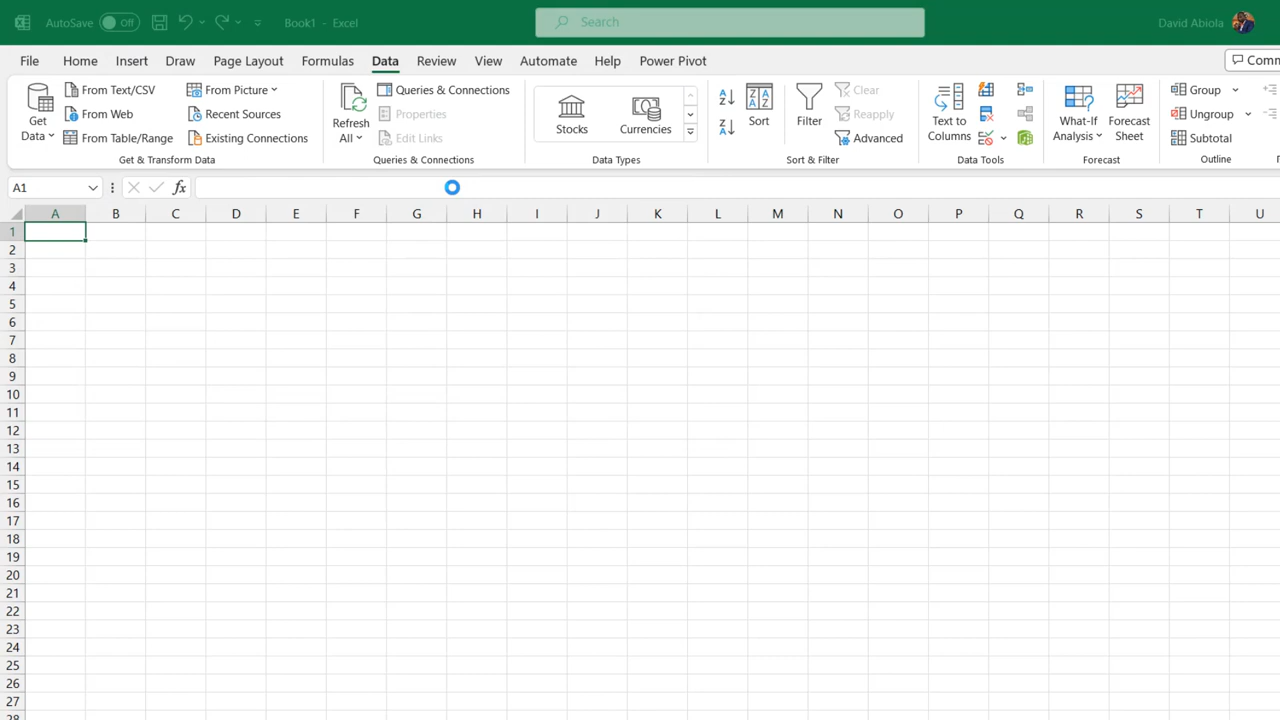 AutoSave Off Book1 - Excel Search David Abiola
File Home Insert Draw Page Layout Formulas Data Review View Automate Help Power Pivot Comm
Get Data
From Text/CSV
From Web
From Table/Range
From Picture
Recent Sources
Existing Connections
Get & Transform Data
Refresh All
Queries & Connections
Properties
Edit Links
Queries & Connections
Stocks
Currencies
Data Types
Sort
Filter
Clear
Reapply
Advanced
Sort & Filter
Text to Columns
Data Tools
What-If Analysis
Forecast Sheet
Forecast
Group
Ungroup
Subtotal
Outline
A1 fx
A B C D E F G H I J K L M N O P Q R S T U
1
2
3
4
5
6
7
8
9
10
11
12
13
14
15
16
17
18
19
20
21
22
23
24
25
26
27
28